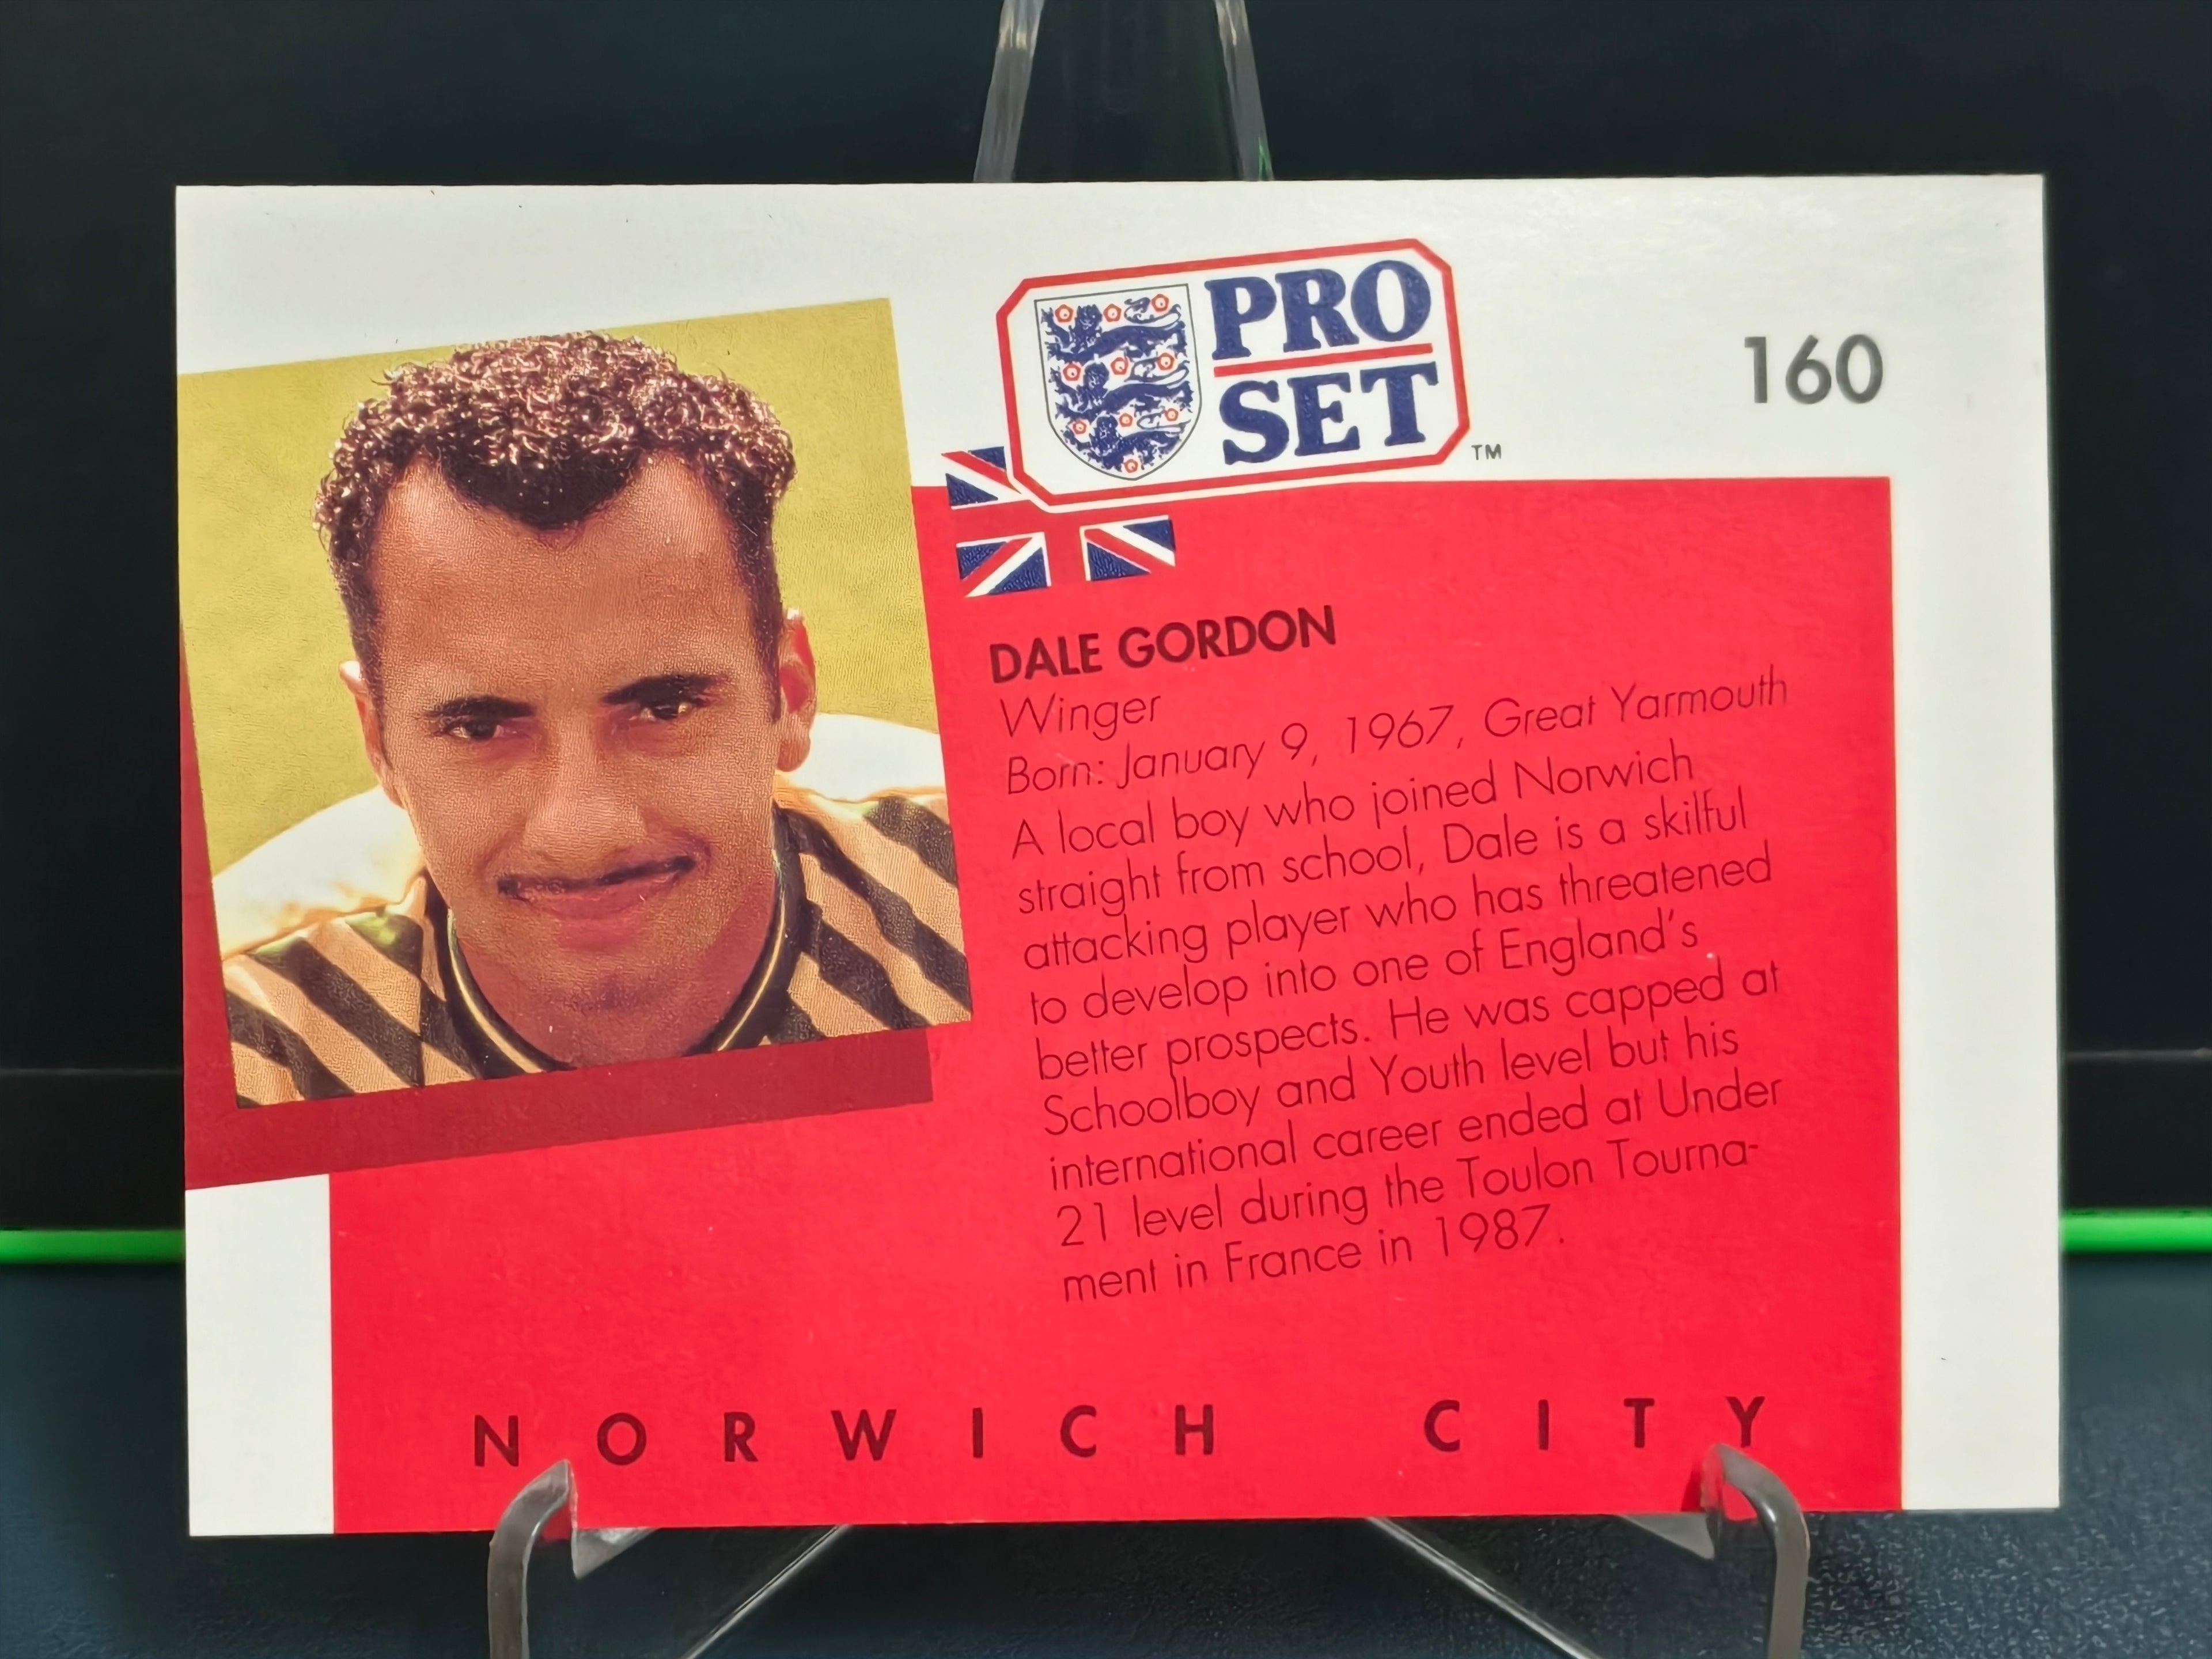 PRO
SET
TM
160
DALE GORDON
Winger
Born: January 9, 1967, Great Yarmouth
A local boy who joined Norwich
straight from school, Dale is a skilful
attacking player who has threatened
to develop into one of England's
better prospects. He was capped at
Schoolboy and Youth level but his
international career ended at Under
21 level during the Toulon Tourna-
ment in France in 1987.
NORWICH CITY